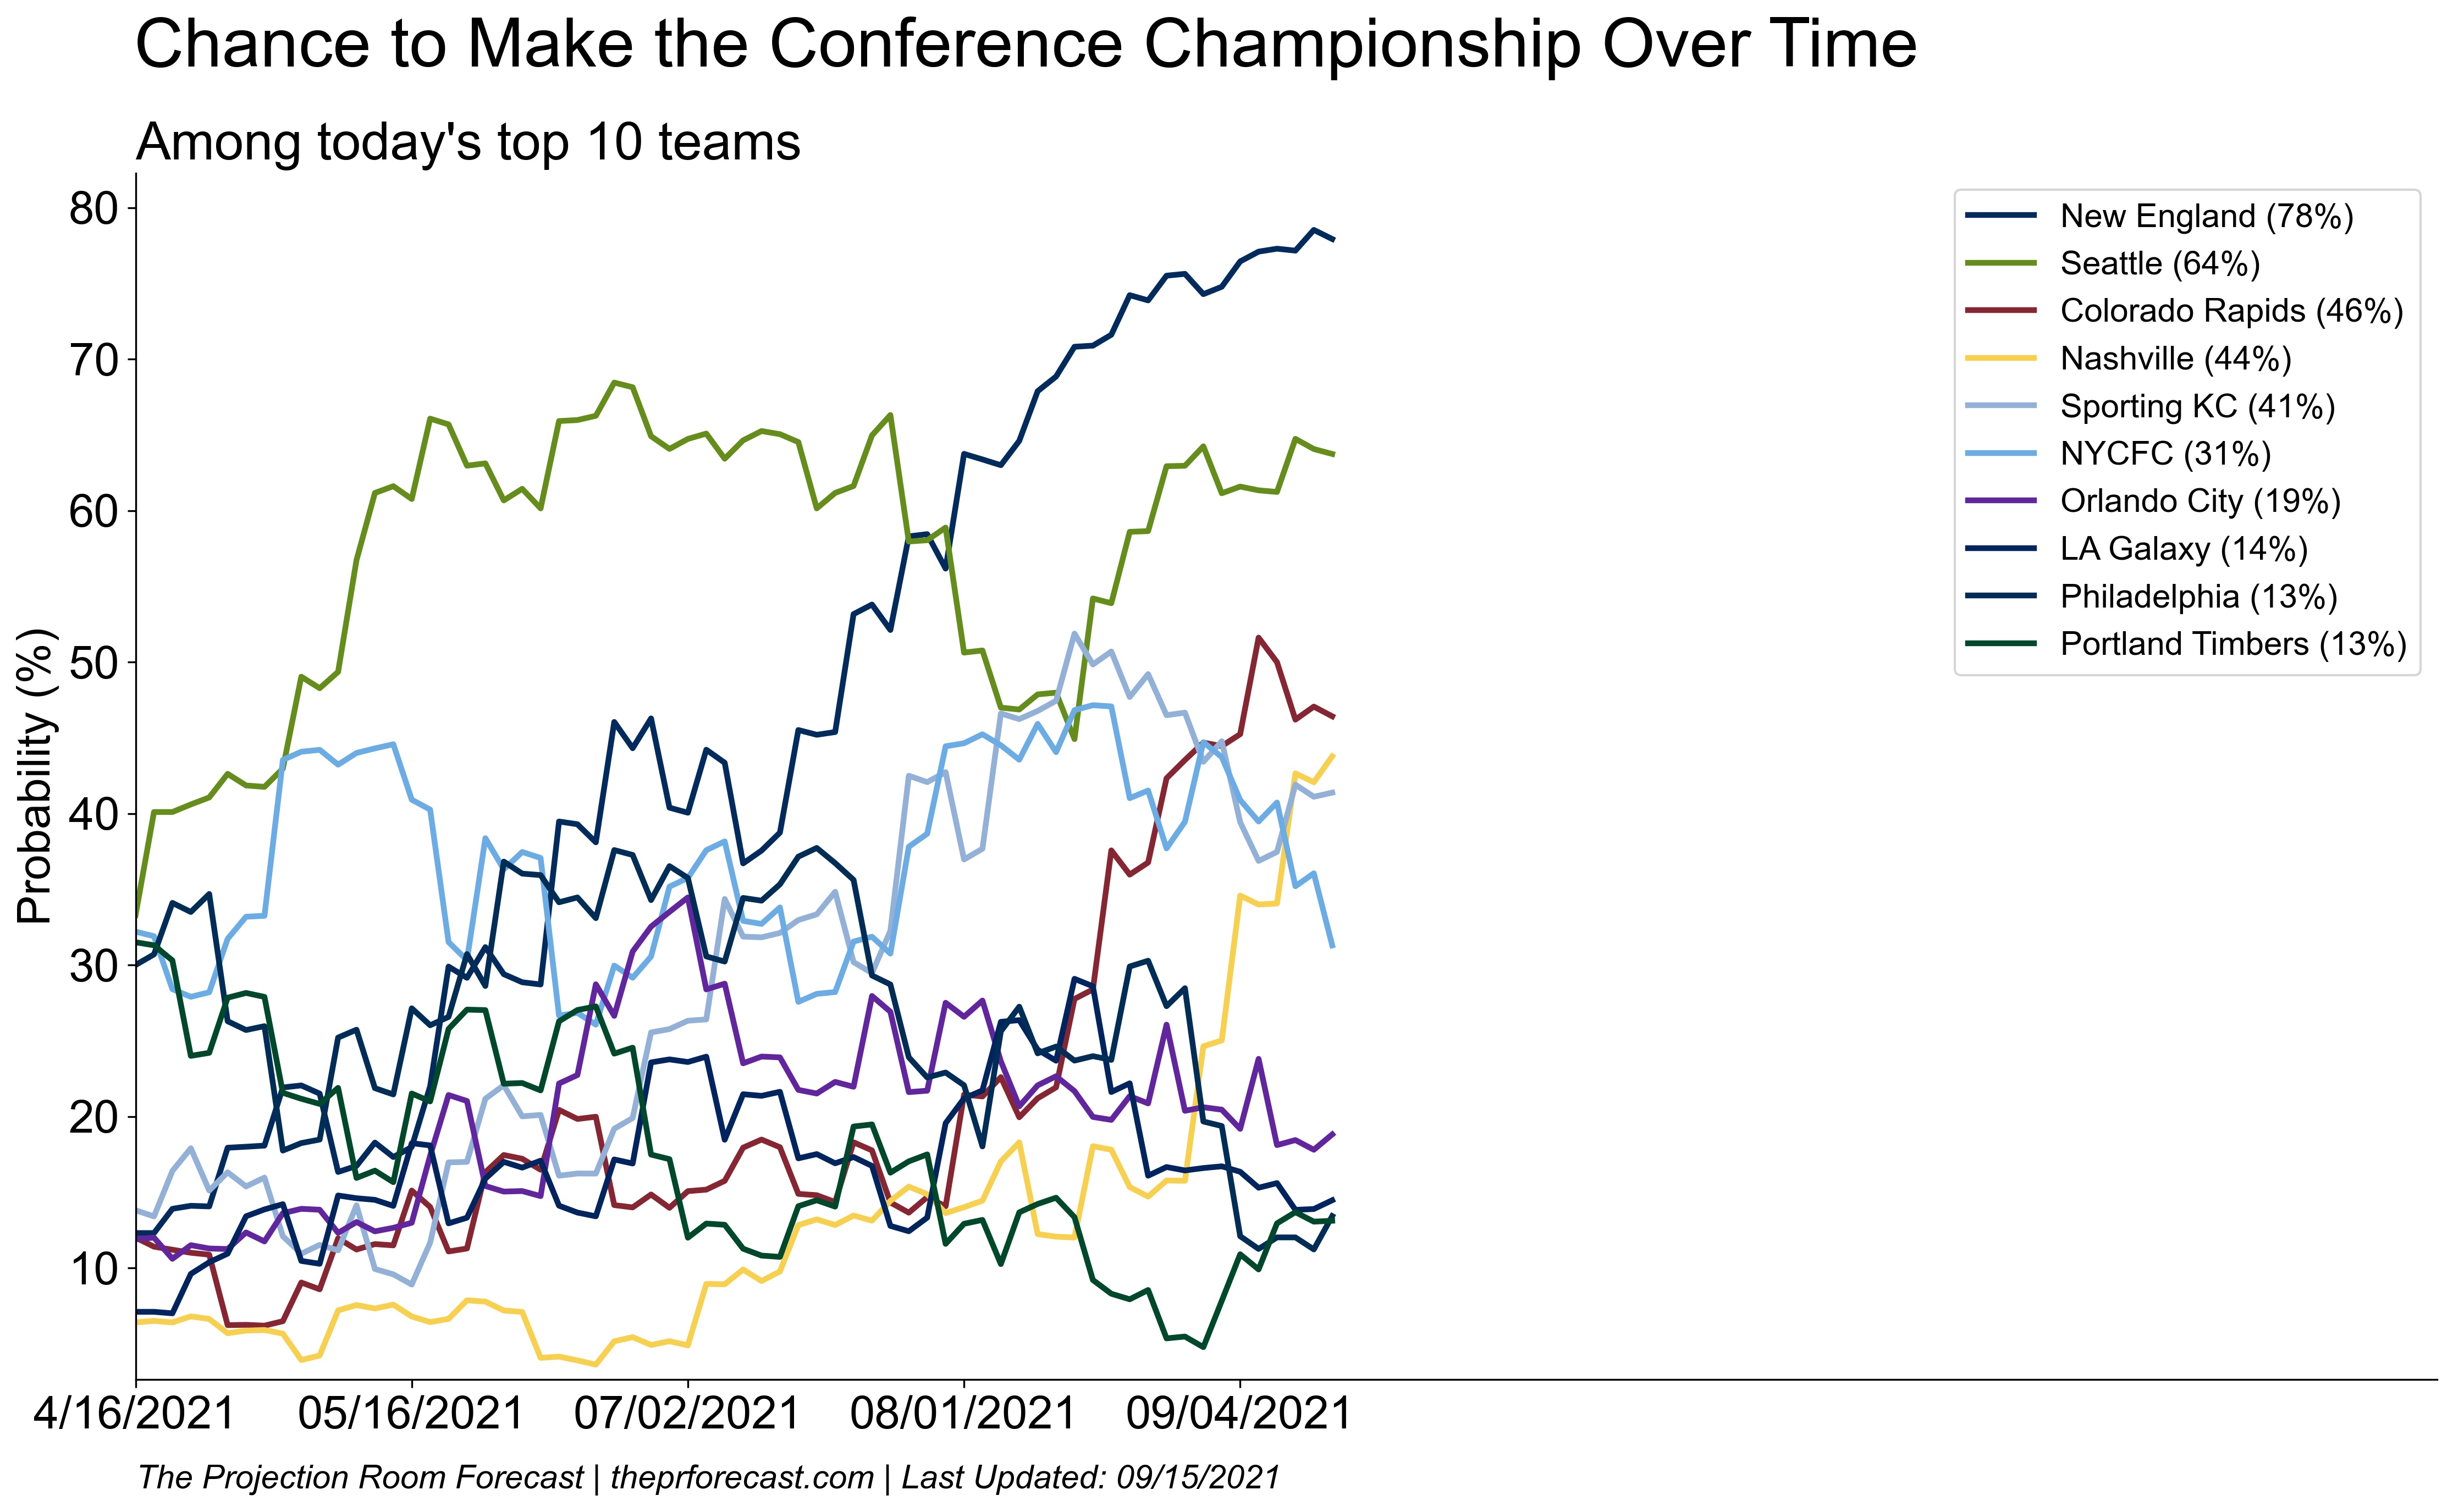 Chance to Make the Conference Championship Over Time
Among today's top 10 teams
80
70
60
50
40
30
20
10
Probability (%)
New England (78%)
Seattle (64%)
Colorado Rapids (46%)
Nashville (44%)
Sporting KC (41%)
NYCFC (31%)
Orlando City (19%)
LA Galaxy (14%)
Philadelphia (13%)
Portland Timbers (13%)
4/16/2021 05/16/2021 07/02/2021 08/01/2021 09/04/2021
The Projection Room Forecast | theprforecast.com | Last Updated: 09/15/2021